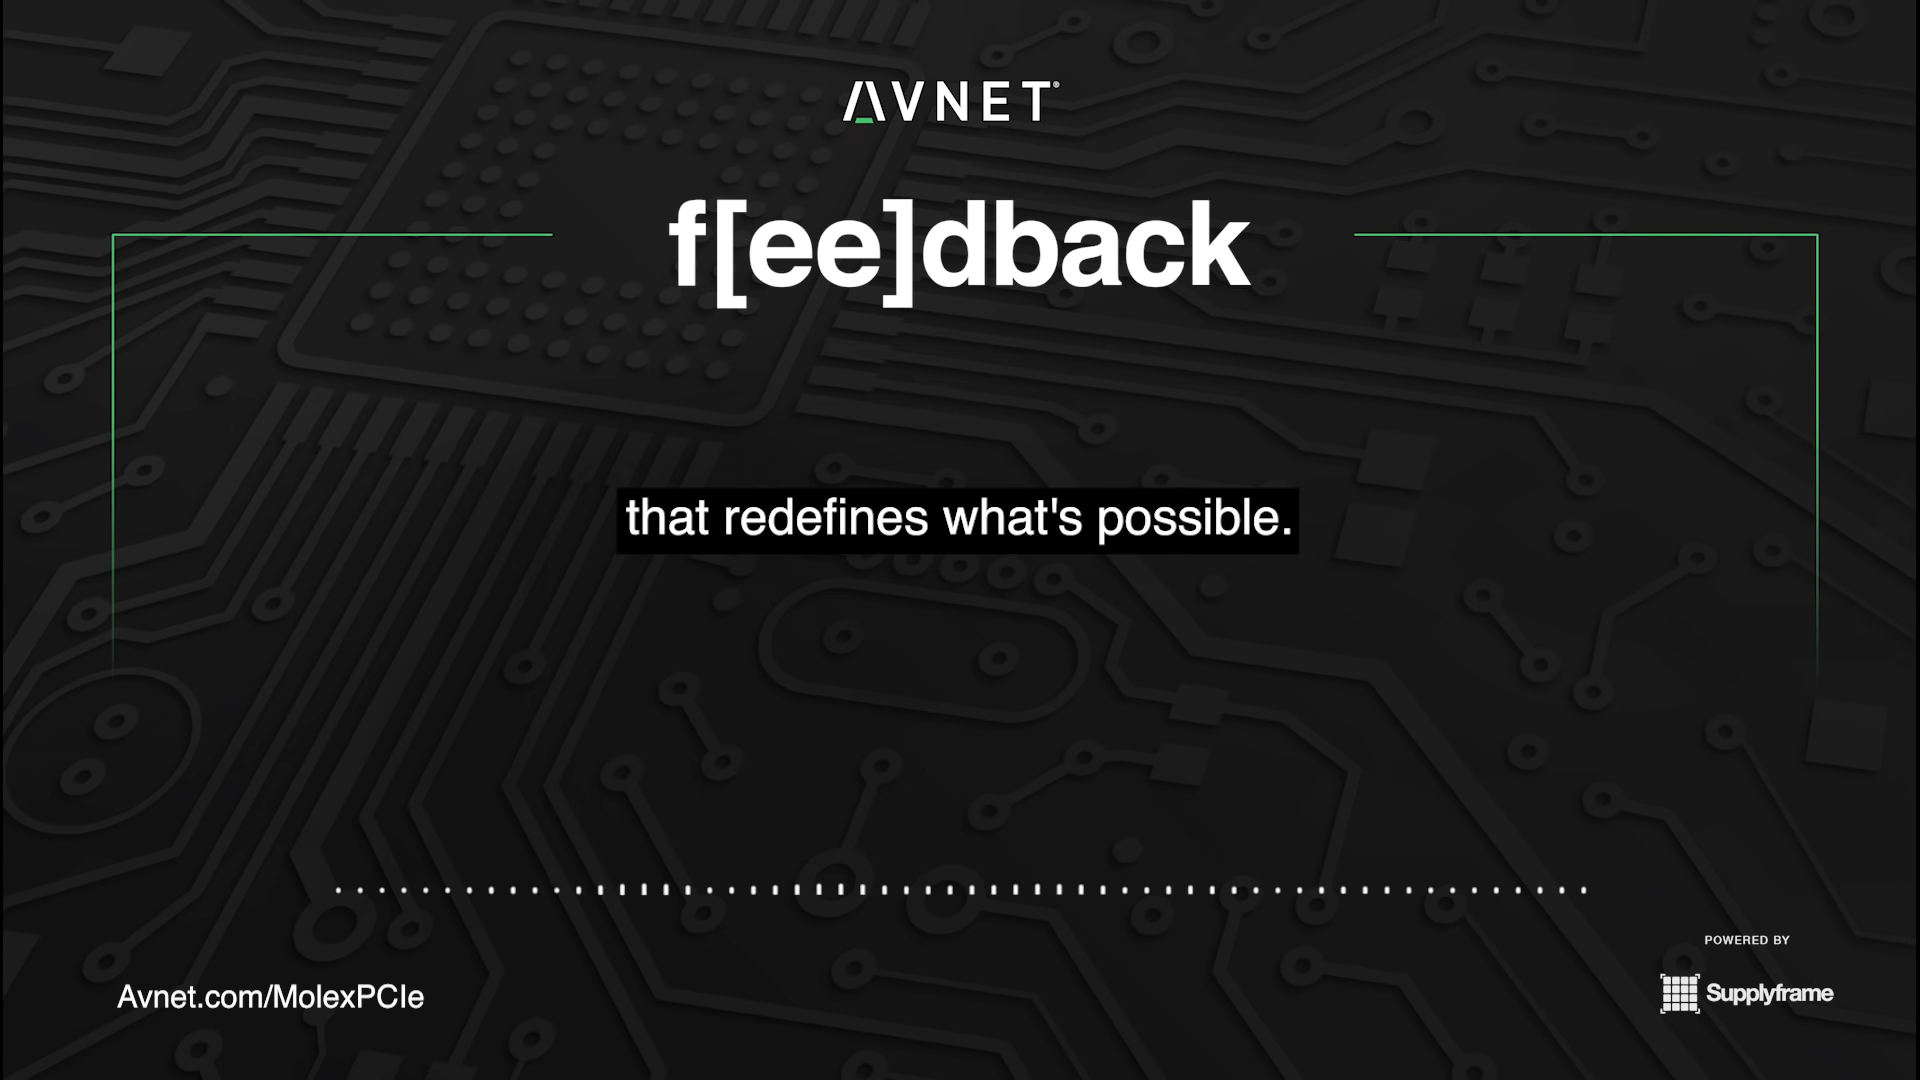 AVNET®
f[ee]dback
that redefines what's possible.
POWERED BY
Supplyframe
Avnet.com/MolexPCIe